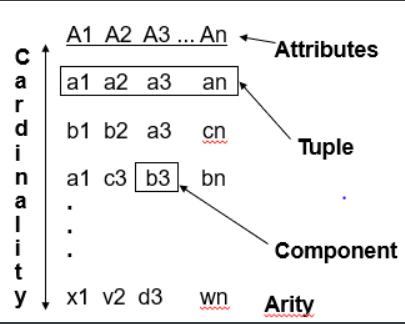 A1 A2 A3 ... An
Attributes
Cardinality
a1 a2 a3 an
b1 b2 a3 cn
Tuple
a1 c3 b3 bn
.
.
.
Component
x1 v2 d3 wn
Arity